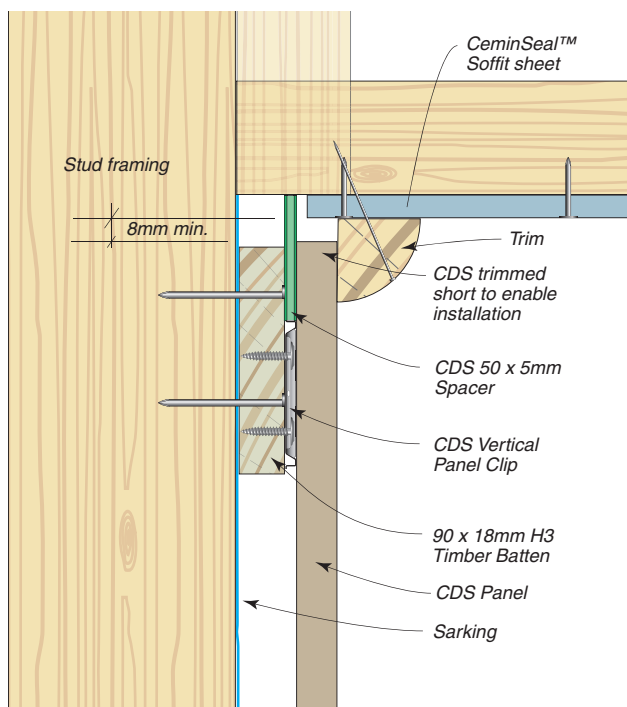 CeminSeal™
Soffit sheet
Stud framing
8mm min.
Trim
CDS trimmed
short to enable
installation
CDS 50 x 5mm
Spacer
CDS Vertical
Panel Clip
90 x 18mm H3
Timber Batten
CDS Panel
Sarking